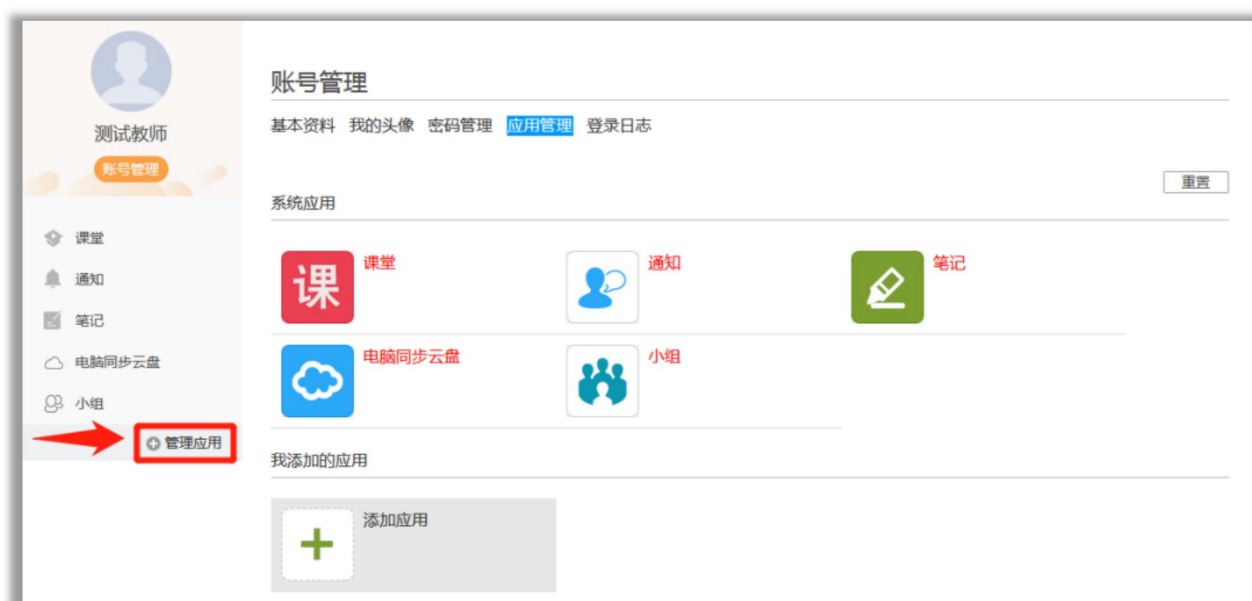 测试教师
账号管理
课堂
通知
笔记
电脑同步云盘
小组
管理应用
账号管理
基本资料 我的头像 密码管理 应用管理 登录日志
重置
系统应用
课 课堂 通知 笔记
电脑同步云盘 小组
我添加的应用
添加应用